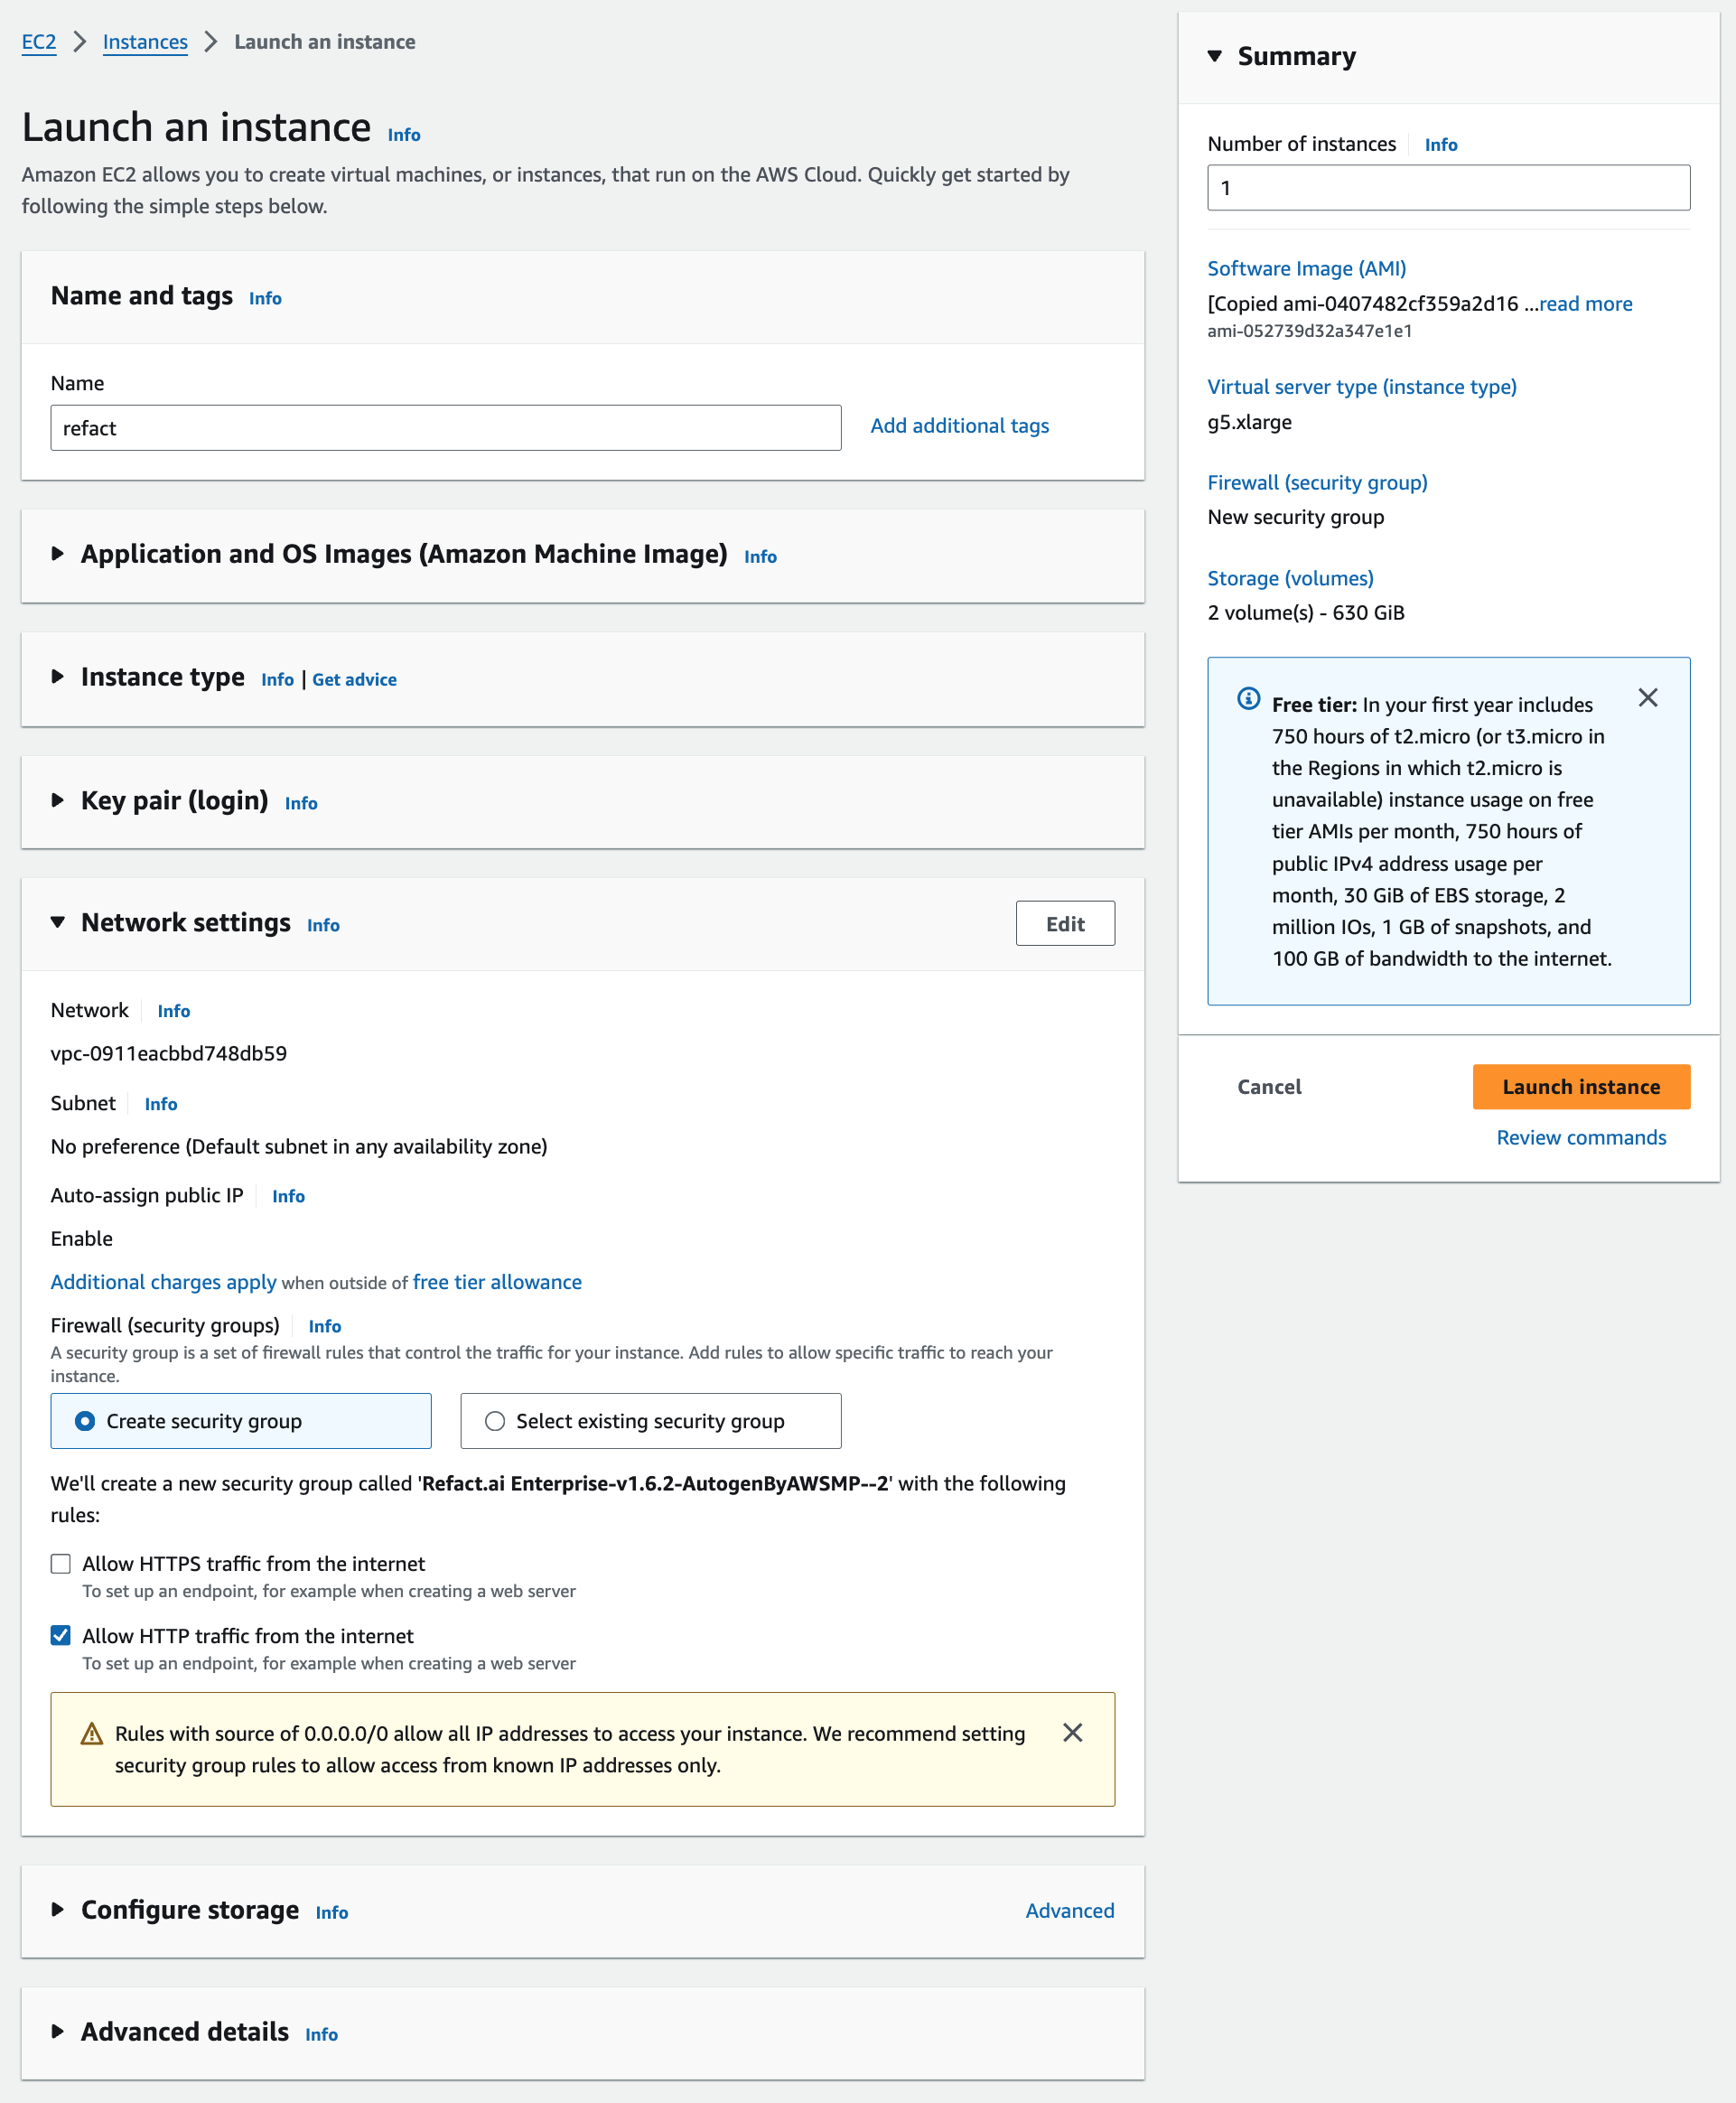 EC2 Instances Launch an instance
Launch an instance Info
Amazon EC2 allows you to create virtual machines, or instances, that run on the AWS Cloud. Quickly get started by
following the simple steps below.
Name and tags Info
Name
refact
Add additional tags
Application and OS Images (Amazon Machine Image) Info
Instance type Info | Get advice
Key pair (login) Info
Network settings Info
Edit
Network Info
vpc-0911eacbbd748db59
Subnet Info
No preference (Default subnet in any availability zone)
Auto-assign public IP Info
Enable
Additional charges apply when outside of free tier allowance
Firewall (security groups) Info
A security group is a set of firewall rules that control the traffic for your instance. Add rules to allow specific traffic to reach your
instance.
Create security group
Select existing security group
We'll create a new security group called 'Refact.ai Enterprise-v1.6.2-AutogenByAWSMP--2' with the following
rules:
Allow HTTPS traffic from the internet
To set up an endpoint, for example when creating a web server
Allow HTTP traffic from the internet
To set up an endpoint, for example when creating a web server
Rules with source of 0.0.0.0/0 allow all IP addresses to access your instance. We recommend setting
security group rules to allow access from known IP addresses only.
Configure storage Info
Advanced
Advanced details Info
Summary
Number of instances Info
1
Software Image (AMI)
[Copied ami-0407482cf359a2d16 ...read more
ami-052739d32a347e1e1
Virtual server type (instance type)
g5.xlarge
Firewall (security group)
New security group
Storage (volumes)
2 volume(s) - 630 GiB
Free tier: In your first year includes
750 hours of t2.micro (or t3.micro in
the Regions in which t2.micro is
unavailable) instance usage on free
tier AMIs per month, 750 hours of
public IPv4 address usage per
month, 30 GiB of EBS storage, 2
million IOs, 1 GB of snapshots, and
100 GB of bandwidth to the internet.
Cancel
Launch instance
Review commands